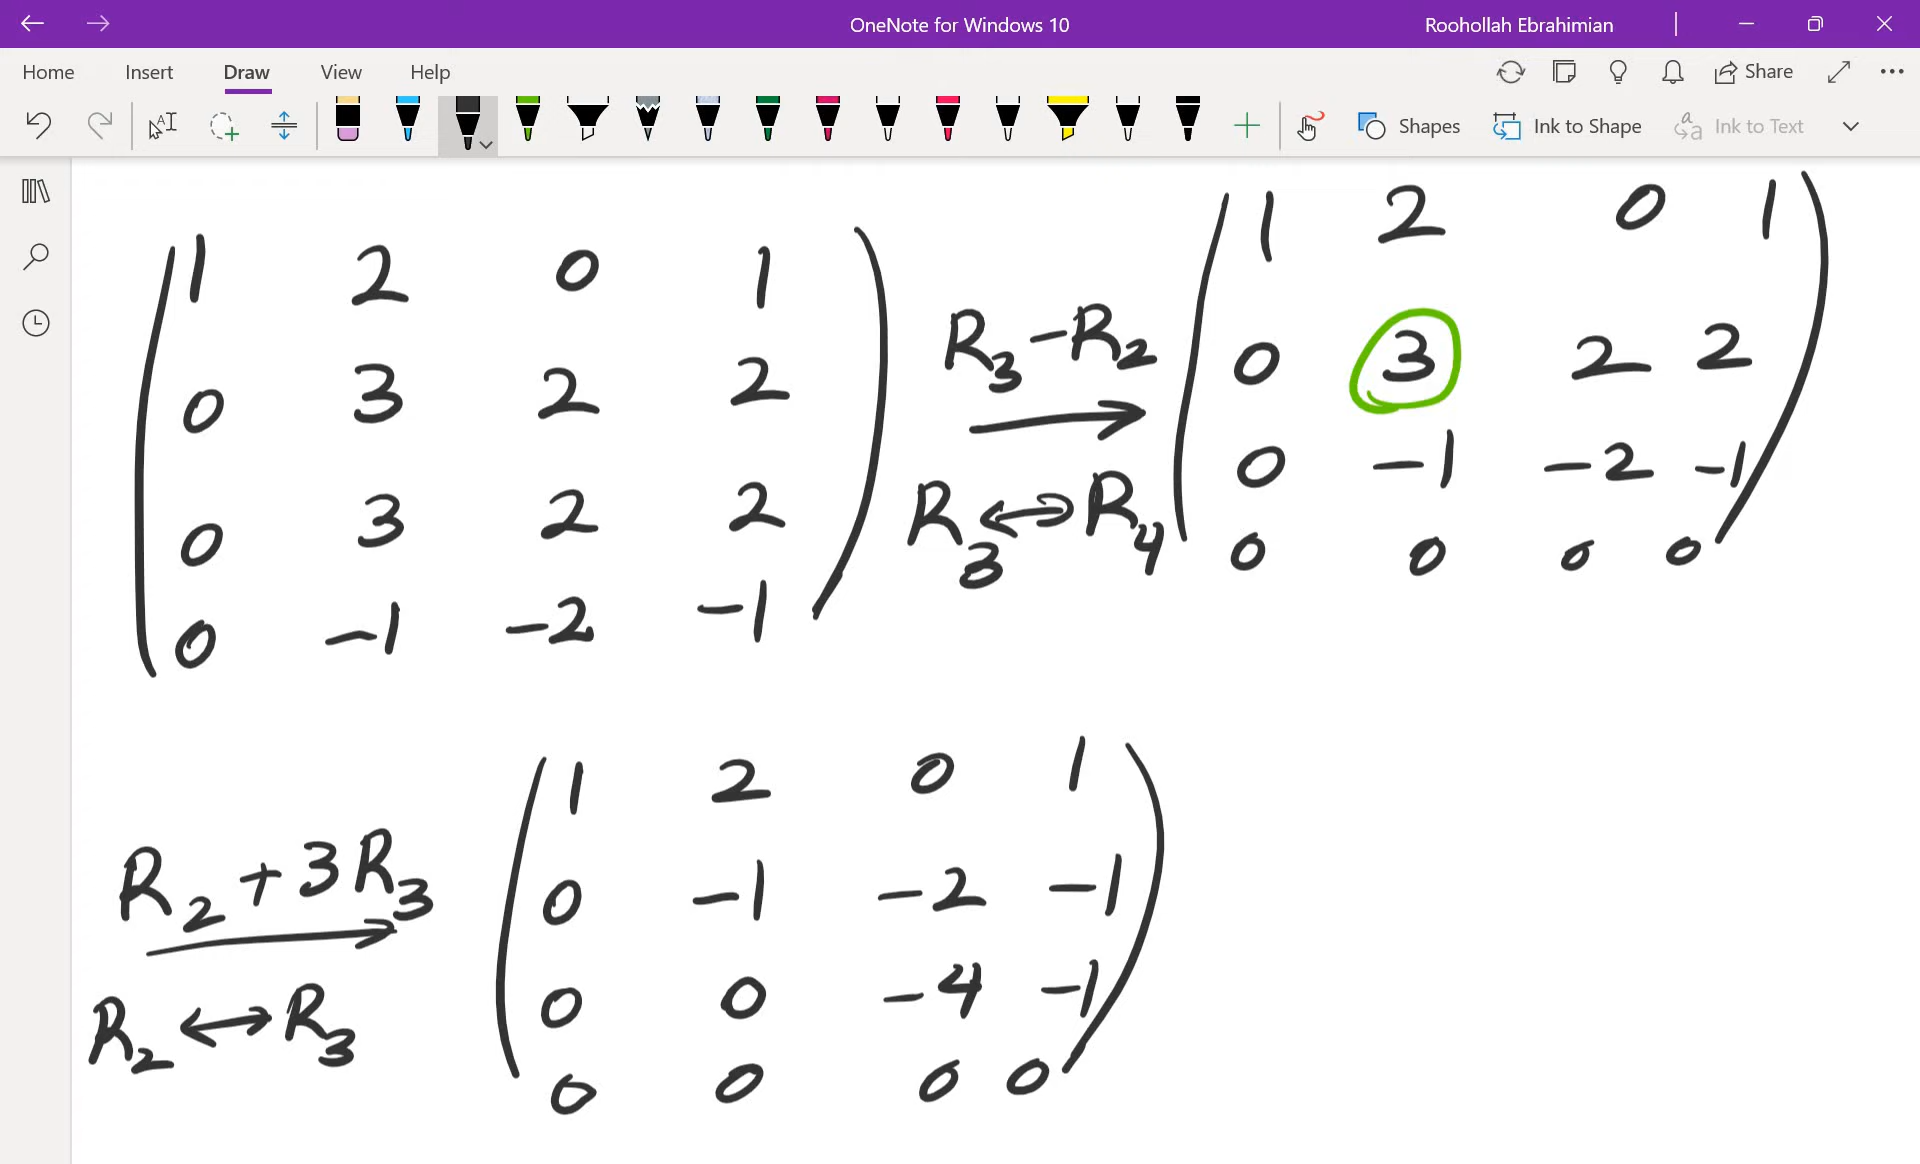 OneNote for Windows 10
Roohollah Ebrahimian
Home Insert Draw View Help
Share
Shapes Ink to Shape Ink to Text
1 2 0 1
0 3 2 2
0 3 2 2
0 -1 -2 -1
R3 - R2
R3 ↔ R4
1 2 0 1
0 3 2 2
0 -1 -2 -1
0 0 0 0
R2 + 3R3
R2 ↔ R3
1 2 0 1
0 -1 -2 -1
0 0 -4 -1
0 0 0 0